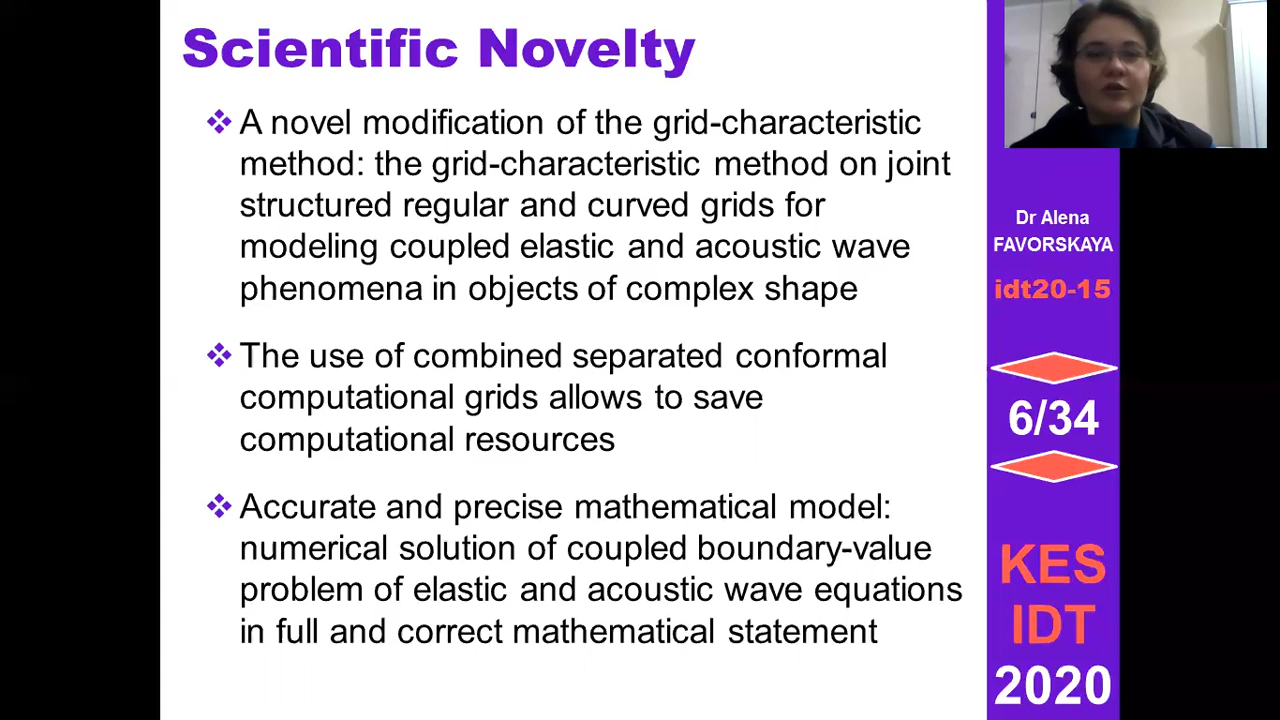 Scientific Novelty
A novel modification of the grid-characteristic
method: the grid-characteristic method on joint
structured regular and curved grids for
modeling coupled elastic and acoustic wave
phenomena in objects of complex shape
The use of combined separated conformal
computational grids allows to save
computational resources
Accurate and precise mathematical model:
numerical solution of coupled boundary-value
problem of elastic and acoustic wave equations
in full and correct mathematical statement
Dr Alena
FAVORSKAYA
idt20-15
6/34
KES
IDT
2020